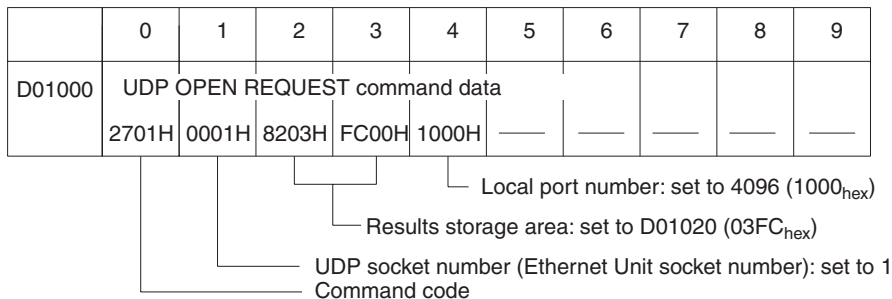 0 1 2 3 4 5 6 7 8 9
D01000 UDP OPEN REQUEST command data
2701H 0001H 8203H FC00H 1000H — — — — —
Local port number: set to 4096 (1000hex)
Results storage area: set to D01020 (03FChex)
UDP socket number (Ethernet Unit socket number): set to 1
Command code